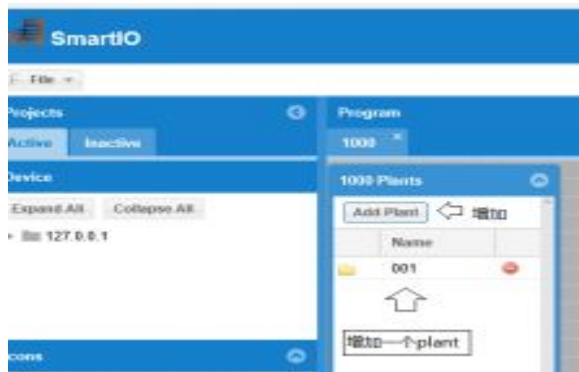 SmartIO
File
Projects
Program
Active Inactive
1000
Device
1000 Plants
Expand All Collapse All
Add Plant 增加
127.0.0.1
Name
001
增加一个plant
Icons